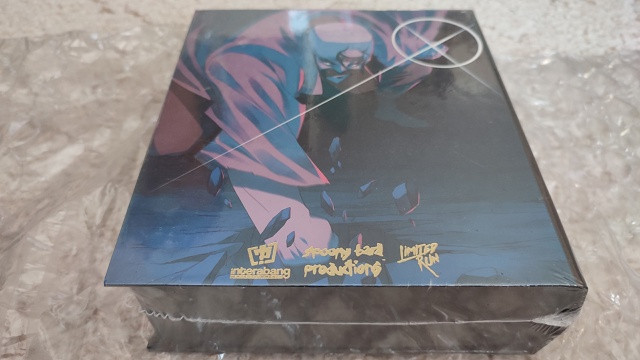 interabang
spoony bard
productions
LIMITED
RUN